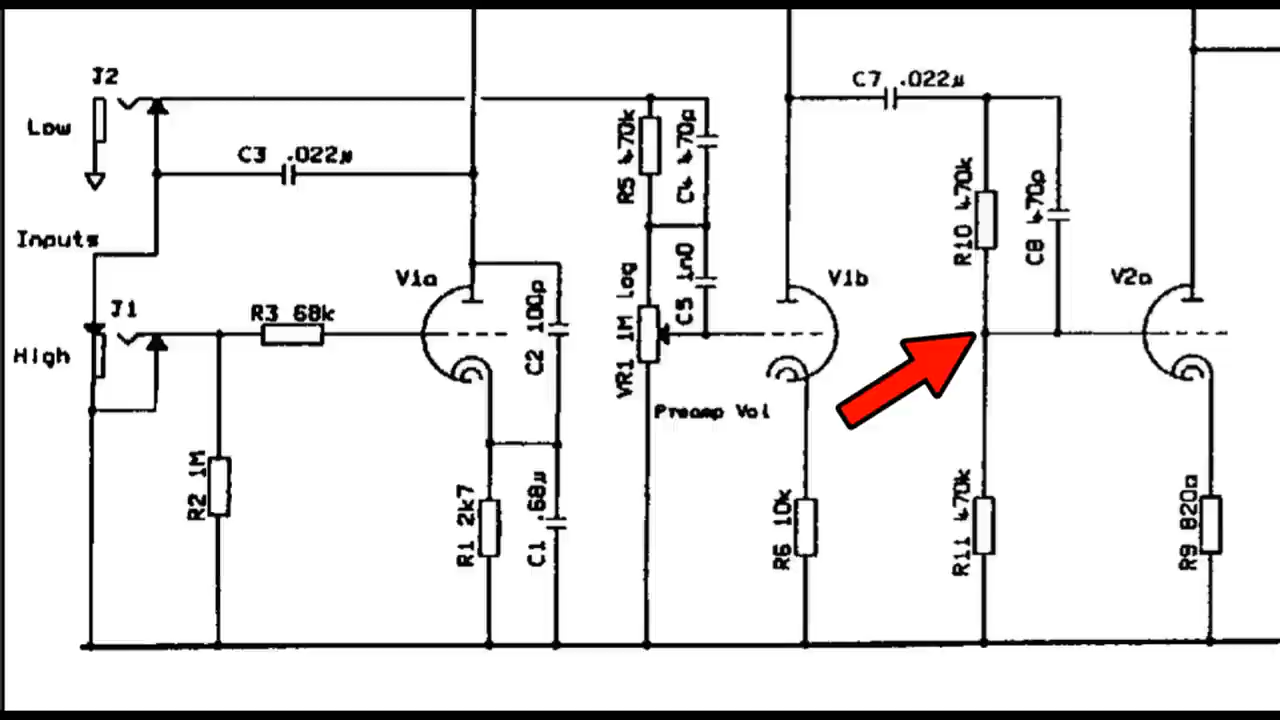 J2
Low
C3 .022µ
Inputs
J1
R3 68k
High
R2 1M
V1a
C2 100p
R1 2k7
C1 .68µ
R5 470k
C4 470p
C5 1n0
VR1 1M log
Preamp Vol
V1b
R6 10k
C7 .022µ
R10 470k
C8 470p
R11 470k
V2a
R9 820Ω